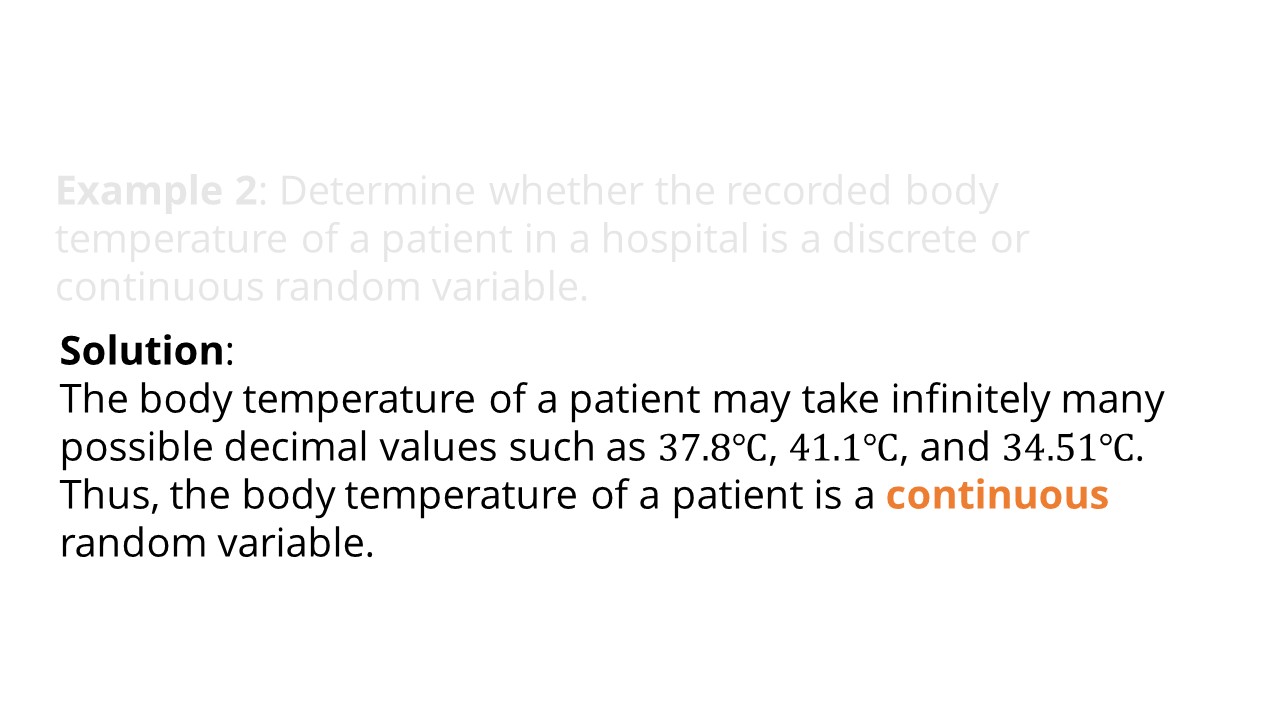 Example 2: Determine whether the recorded body
temperature of a patient in a hospital is a discrete or
continuous random variable.
Solution:
The body temperature of a patient may take infinitely many
possible decimal values such as 37.8℃, 41.1℃, and 34.51℃.
Thus, the body temperature of a patient is a continuous
random variable.